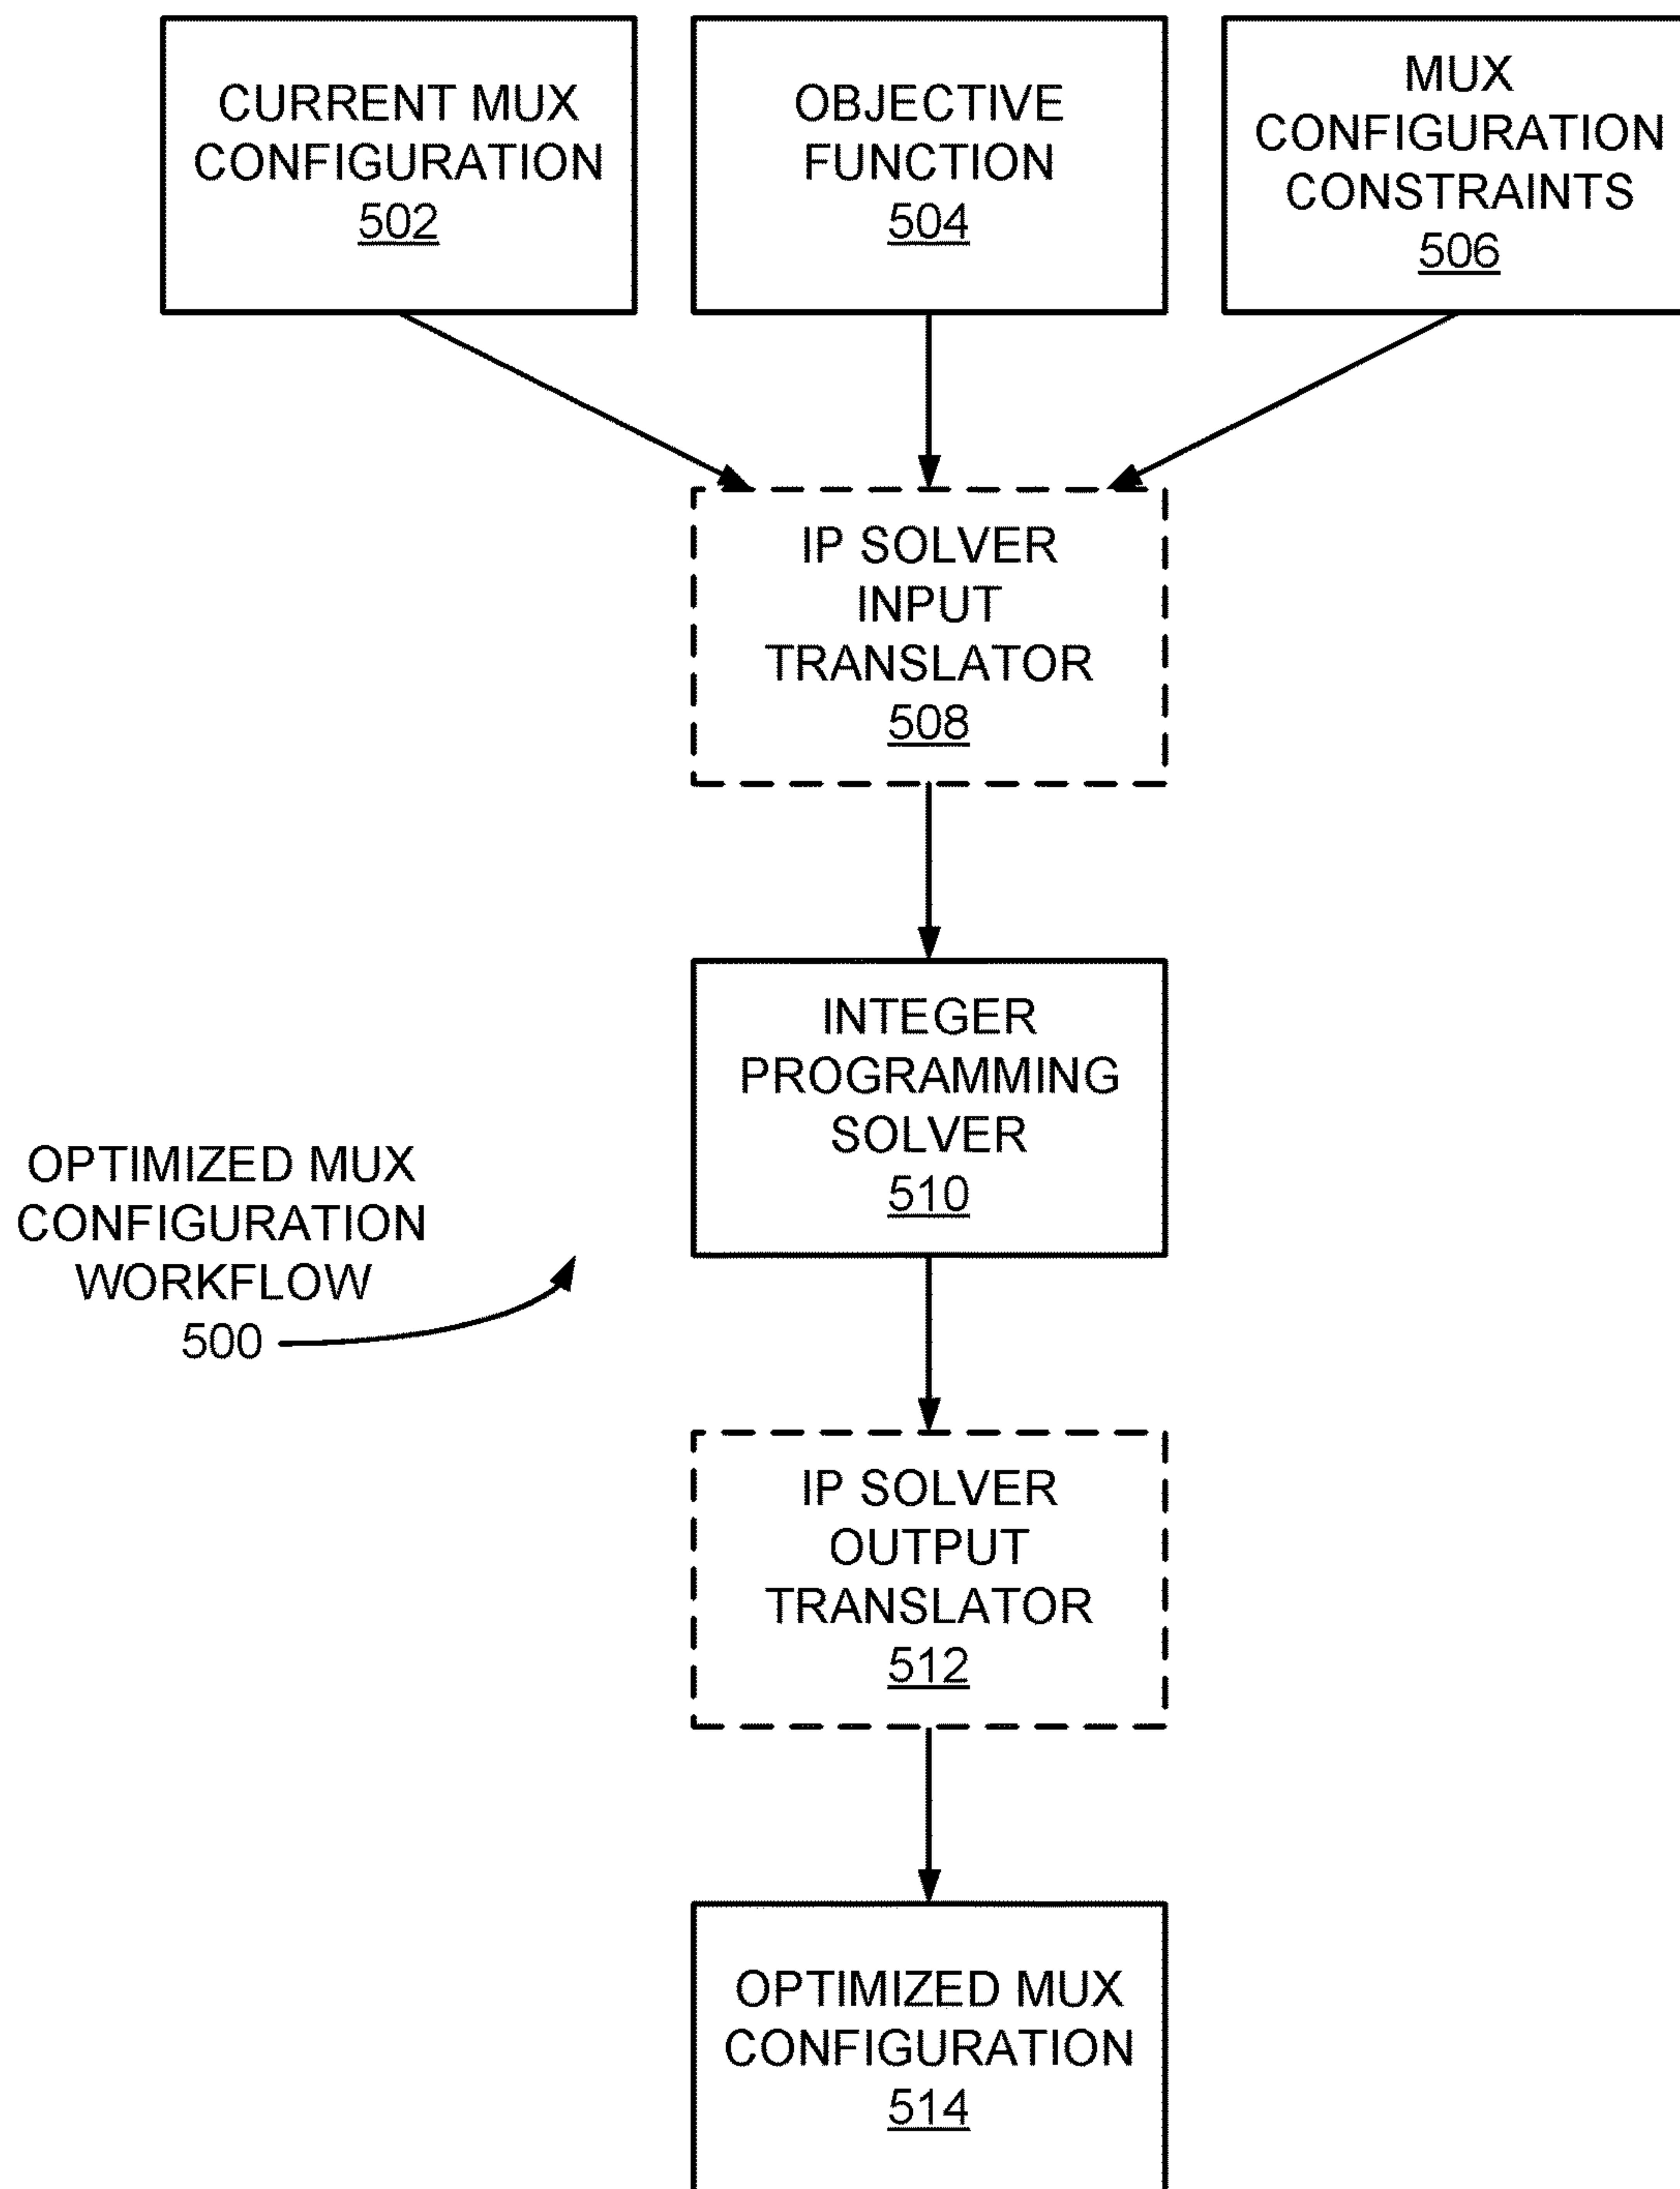 CURRENT MUX
CONFIGURATION
502
OBJECTIVE
FUNCTION
504
MUX
CONFIGURATION
CONSTRAINTS
506
IP SOLVER
INPUT
TRANSLATOR
508
INTEGER
PROGRAMMING
SOLVER
510
OPTIMIZED MUX
CONFIGURATION
WORKFLOW
500
IP SOLVER
OUTPUT
TRANSLATOR
512
OPTIMIZED MUX
CONFIGURATION
514